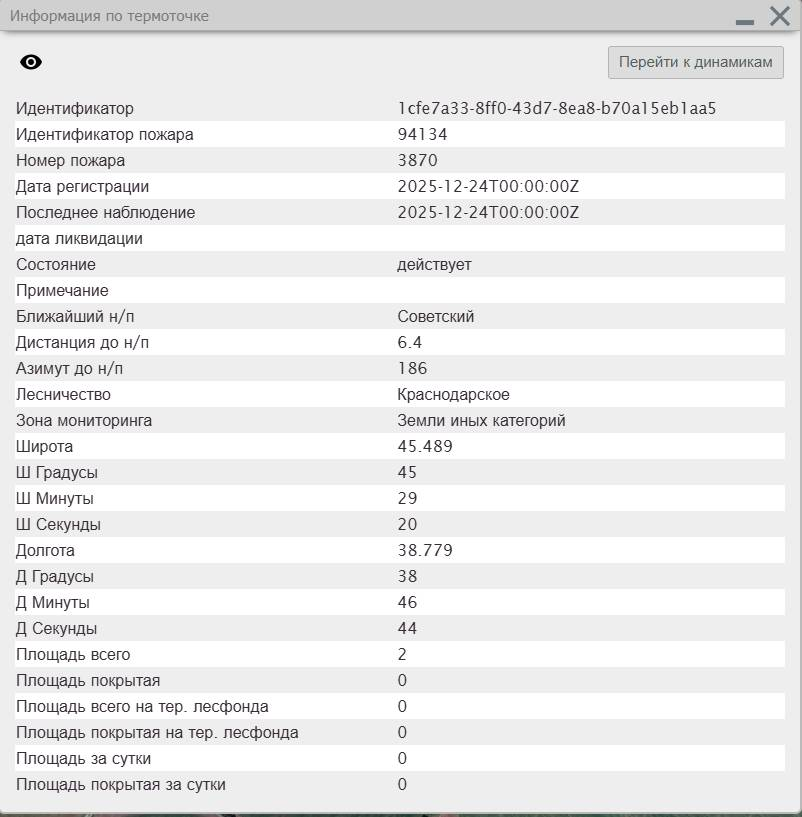 Информация по термоточке
Перейти к динамикам
Идентификатор 1cfe7a33-8ff0-43d7-8ea8-b70a15eb1aa5
Идентификатор пожара 94134
Номер пожара 3870
Дата регистрации 2025-12-24T00:00:00Z
Последнее наблюдение 2025-12-24T00:00:00Z
дата ликвидации
Состояние действует
Примечание
Ближайший н/п Советский
Дистанция до н/п 6.4
Азимут до н/п 186
Лесничество Краснодарское
Зона мониторинга Земли иных категорий
Широта 45.489
Ш Градусы 45
Ш Минуты 29
Ш Секунды 20
Долгота 38.779
Д Градусы 38
Д Минуты 46
Д Секунды 44
Площадь всего 2
Площадь покрытая 0
Площадь всего на тер. лесфонда 0
Площадь покрытая на тер. лесфонда 0
Площадь за сутки 0
Площадь покрытая за сутки 0